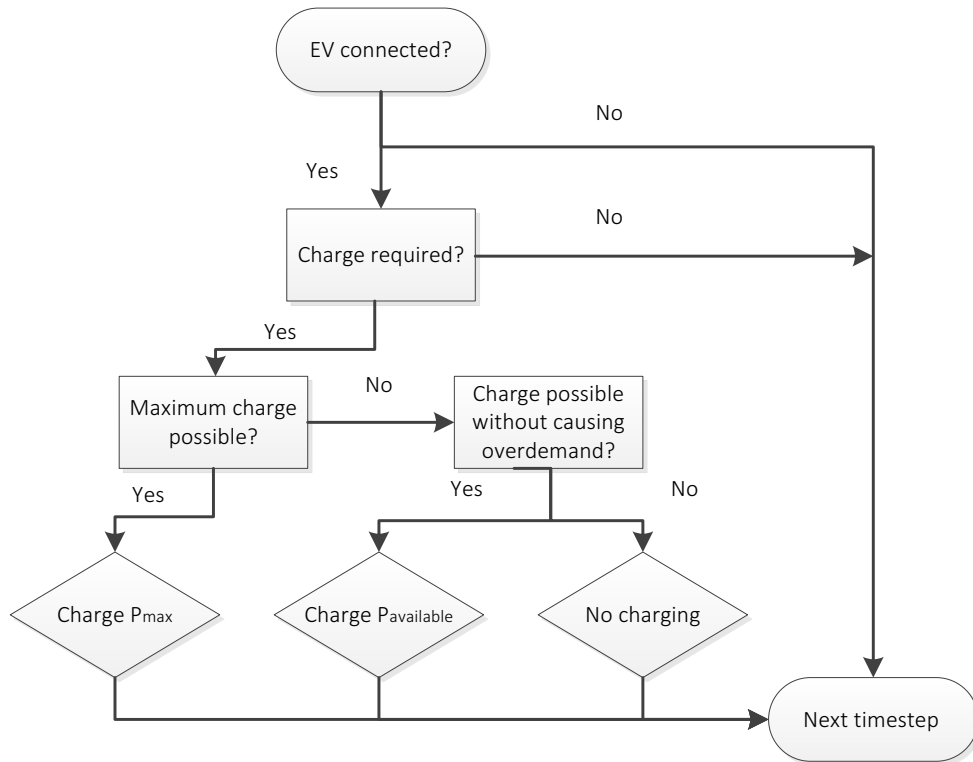 EV connected?
No
Yes
No
Charge required?
Yes
Maximum charge
possible?
No
Charge possible
without causing
overdemand?
Yes
Yes
No
Charge Pmax
Charge Pavailable
No charging
Next timestep